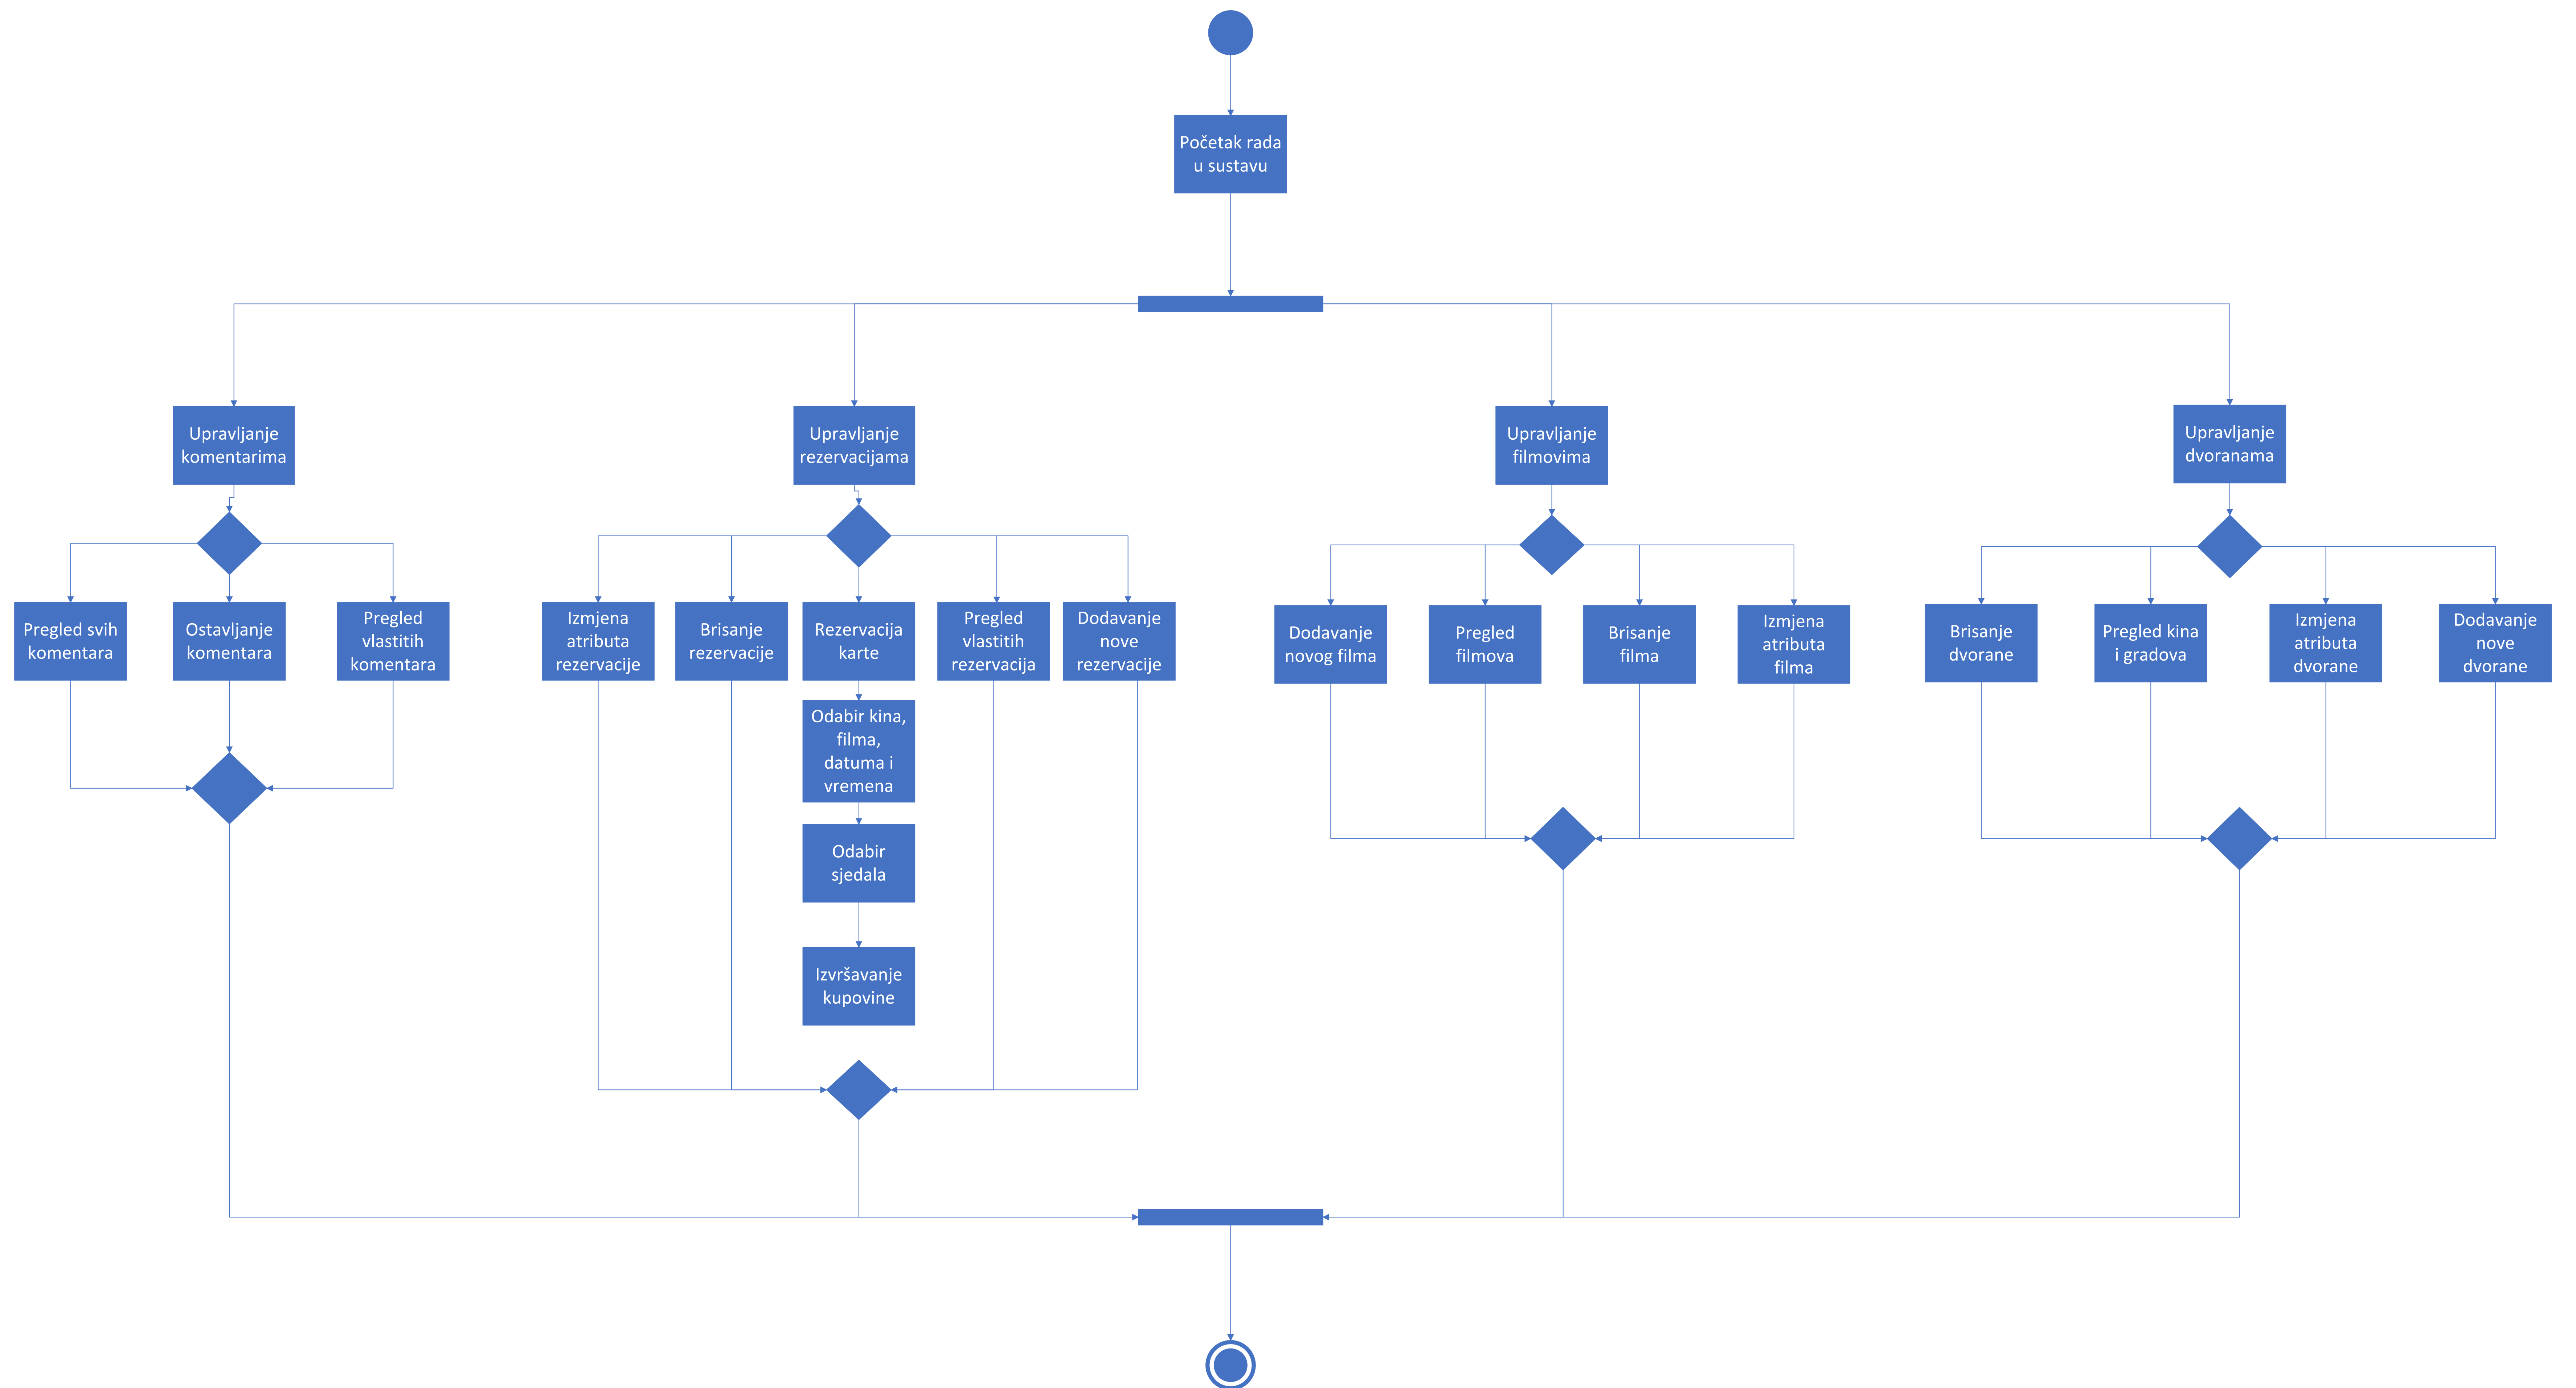 Početak rada
u sustavu
Upravljanje
komentarima
Upravljanje
rezervacijama
Upravljanje
filmovima
Upravljanje
dvoranama
Pregled svih
komentara
Ostavljanje
komentara
Pregled
vlastitih
komentara
Izmjena
atributa
rezervacije
Brisanje
rezervacije
Rezervacija
karte
Pregled
vlastitih
rezervacija
Dodavanje
nove
rezervacije
Dodavanje
novog filma
Pregled
filmova
Brisanje
filma
Izmjena
atributa
filma
Brisanje
dvorane
Pregled kina
i gradova
Izmjena
atributa
dvorane
Dodavanje
nove
dvorane
Odabir kina,
filma,
datuma i
vremena
Odabir
sjedala
Izvršavanje
kupovine